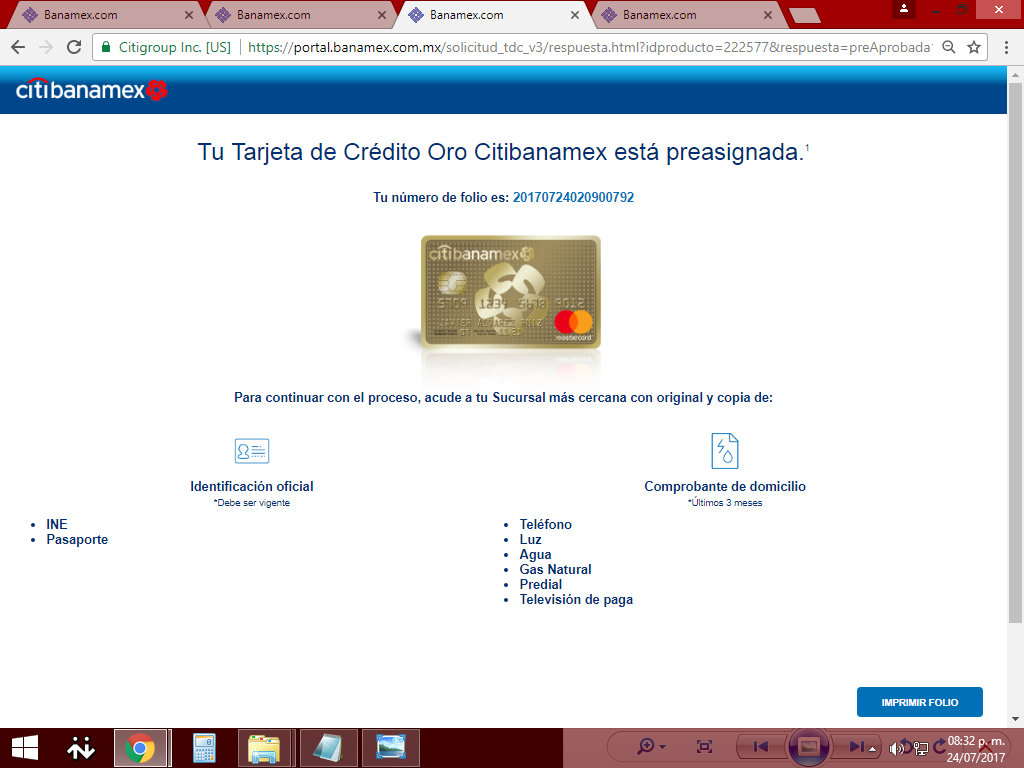 Banamex.com
Banamex.com
Banamex.com
Banamex.com
Citigroup Inc. [US]
https://portal.banamex.com.mx/solicitud_tdc_v3/respuesta.html?idproducto=222577&respuesta=preAprobada
citibanamex
Tu Tarjeta de Crédito Oro Citibanamex está preasignada.¹
Tu número de folio es: 20170724020900792
citibanamex
5709 1234 5678 9012
JAVIER ALVAREZ RUIZ
mastercard
Para continuar con el proceso, acude a tu Sucursal más cercana con original y copia de:
Identificación oficial
*Debe ser vigente
• INE
• Pasaporte
Comprobante de domicilio
*Últimos 3 meses
• Teléfono
• Luz
• Agua
• Gas Natural
• Predial
• Televisión de paga
IMPRIMIR FOLIO
08:32 p. m.
24/07/2017